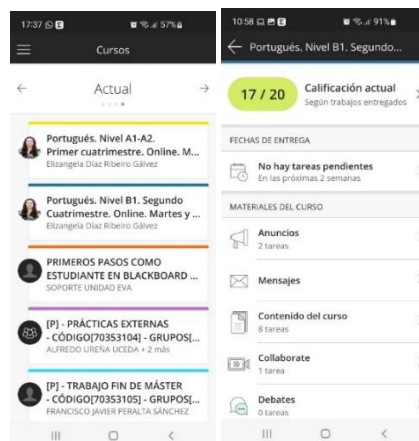 17:37
57%
Cursos
Actual
Portugués. Nivel A1-A2.
Primer cuatrimestre. Online. M...
Elizangela Díaz Ribeiro Gálvez
Portugués. Nivel B1. Segundo
Cuatrimestre. Online. Martes y ...
Elizangela Díaz Ribeiro Gálvez
PRIMEROS PASOS COMO
ESTUDIANTE EN BLACKBOARD ...
SOPORTE UNIDAD EVA
[P] - PRÁCTICAS EXTERNAS
- CÓDIGO[70353104] - GRUPOS[...
ALFREDO UREÑA UCEDA + 2 más
[P] - TRABAJO FIN DE MÁSTER
- CÓDIGO[70353105] - GRUPOS[...
FRANCISCO JAVIER PERALTA SÁNCHEZ
10:58
91%
Portugués. Nivel B1. Segundo...
17 / 20
Calificación actual
Según trabajos entregados
FECHAS DE ENTREGA
No hay tareas pendientes
En las próximas 2 semanas
MATERIALES DEL CURSO
Anuncios
2 tareas
Mensajes
Contenido del curso
8 tareas
Collaborate
1 tarea
Debates
0 tareas